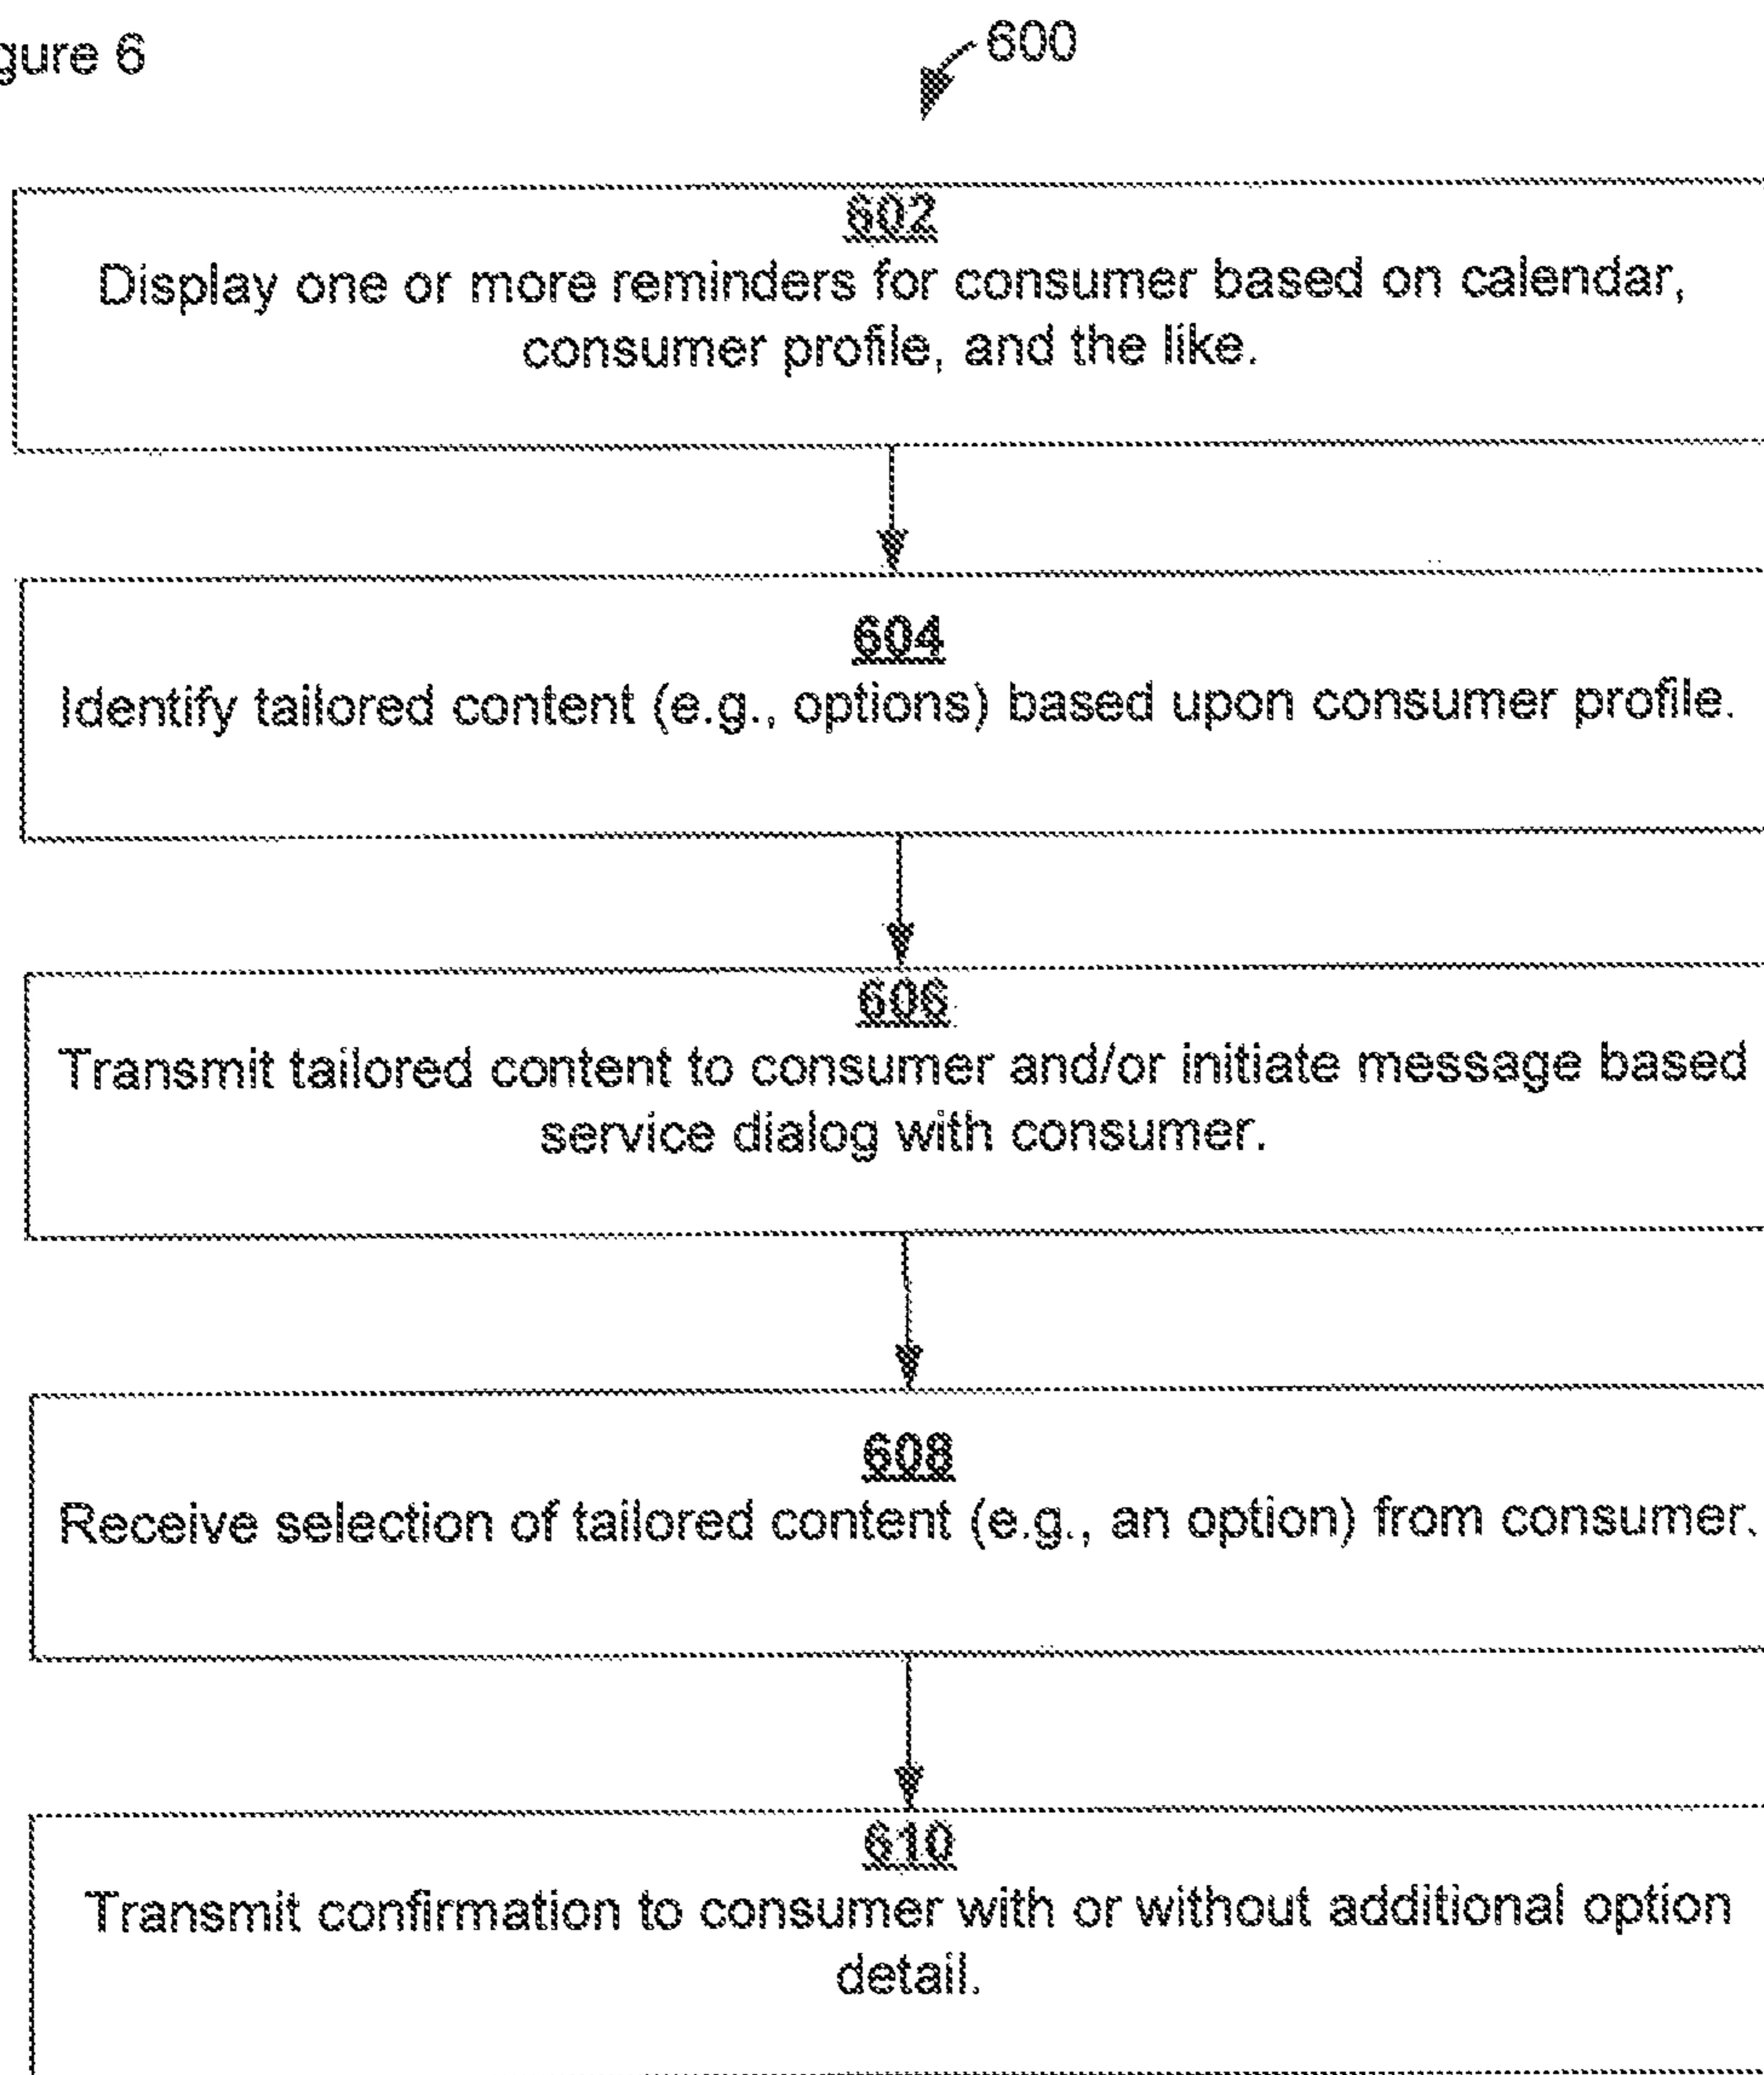 gure 6
600
602
Display one or more reminders for consumer based on calendar,
consumer profile, and the like.
604
Identify tailored content (e.g., options) based upon consumer profile.
606
Transmit tailored content to consumer and/or initiate message based
service dialog with consumer.
608
Receive selection of tailored content (e.g., an option) from consumer.
610
Transmit confirmation to consumer with or without additional option
detail.